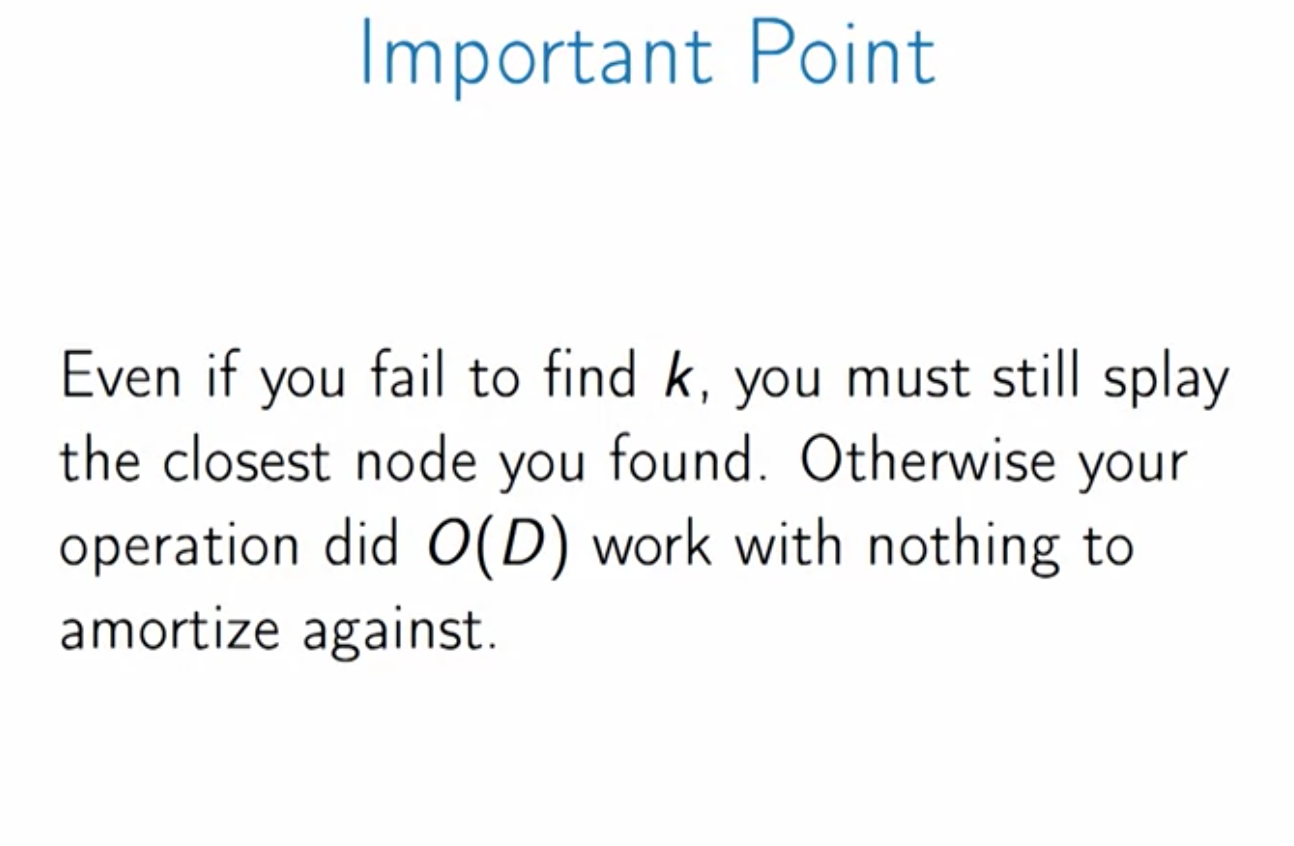 Important Point
Even if you fail to find k, you must still splay
the closest node you found. Otherwise your
operation did O(D) work with nothing to
amortize against.